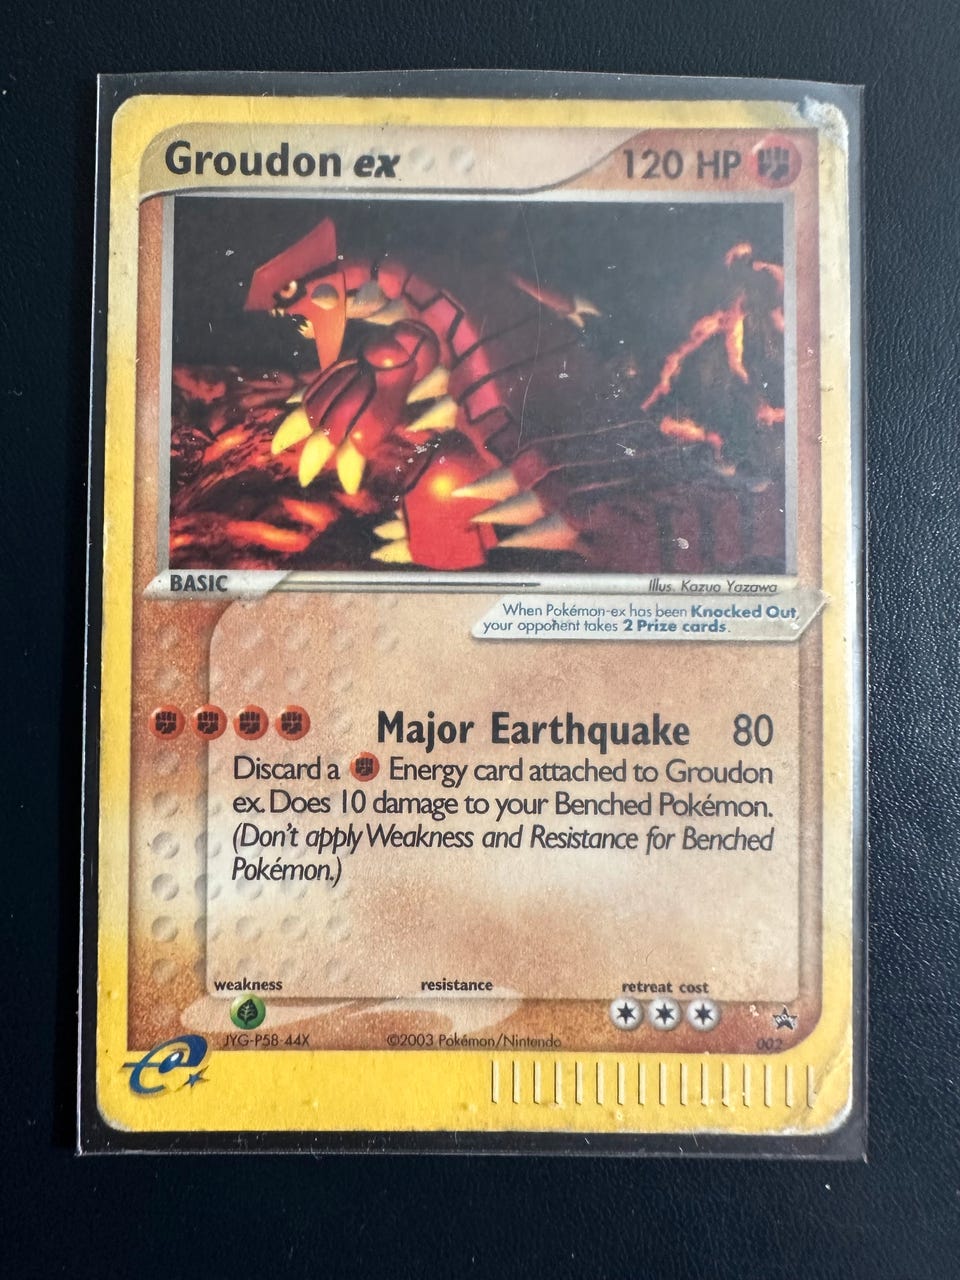 Groudon ex 120 HP
BASIC
Illus. Kazuo Yazawa
When Pokémon-ex has been Knocked Out,
your opponent takes 2 Prize cards.
Major Earthquake 80
Discard a Energy card attached to Groudon
ex. Does 10 damage to your Benched Pokémon.
(Don't apply Weakness and Resistance for Benched
Pokémon.)
weakness resistance retreat cost
JYG-P58-44X ©2003 Pokémon/Nintendo 002